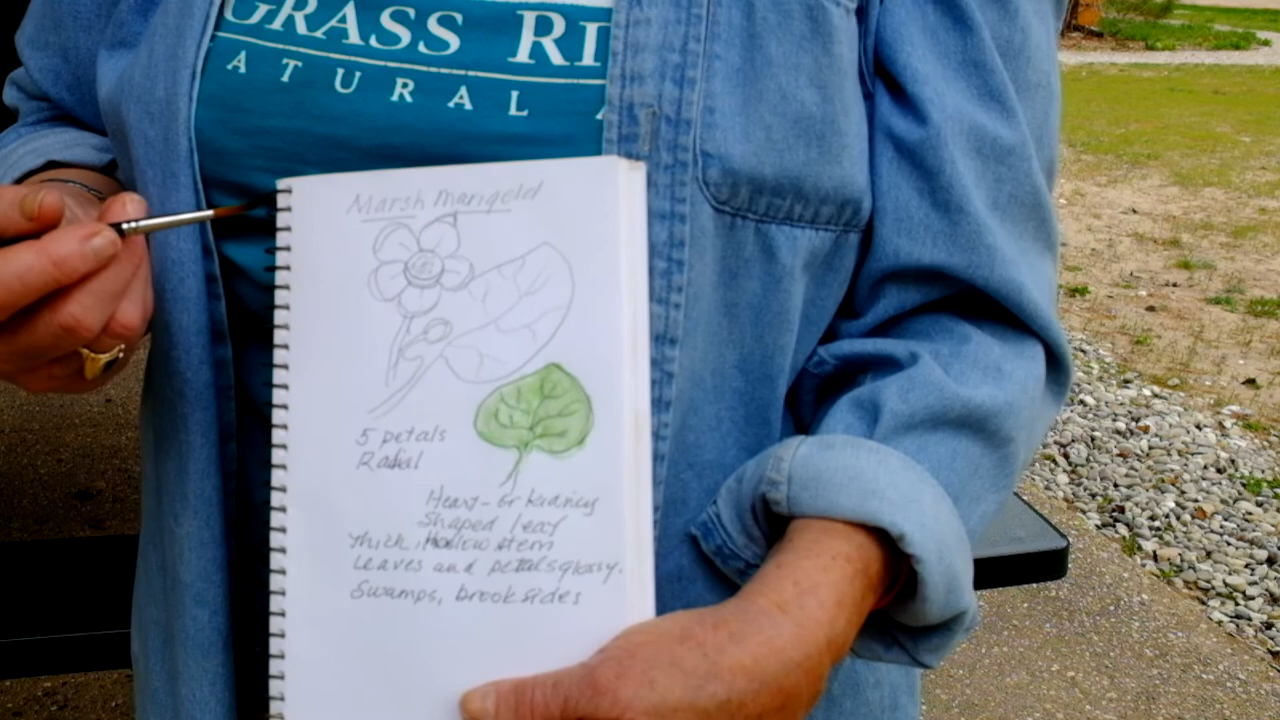 GRASS RI
ATURAL A
Marsh Marigold
5 petals
Radial
Heart- or kidney
Shaped leaf
Thick, Hollow stem
Leaves and petals glossy.
Swamps, brooksides